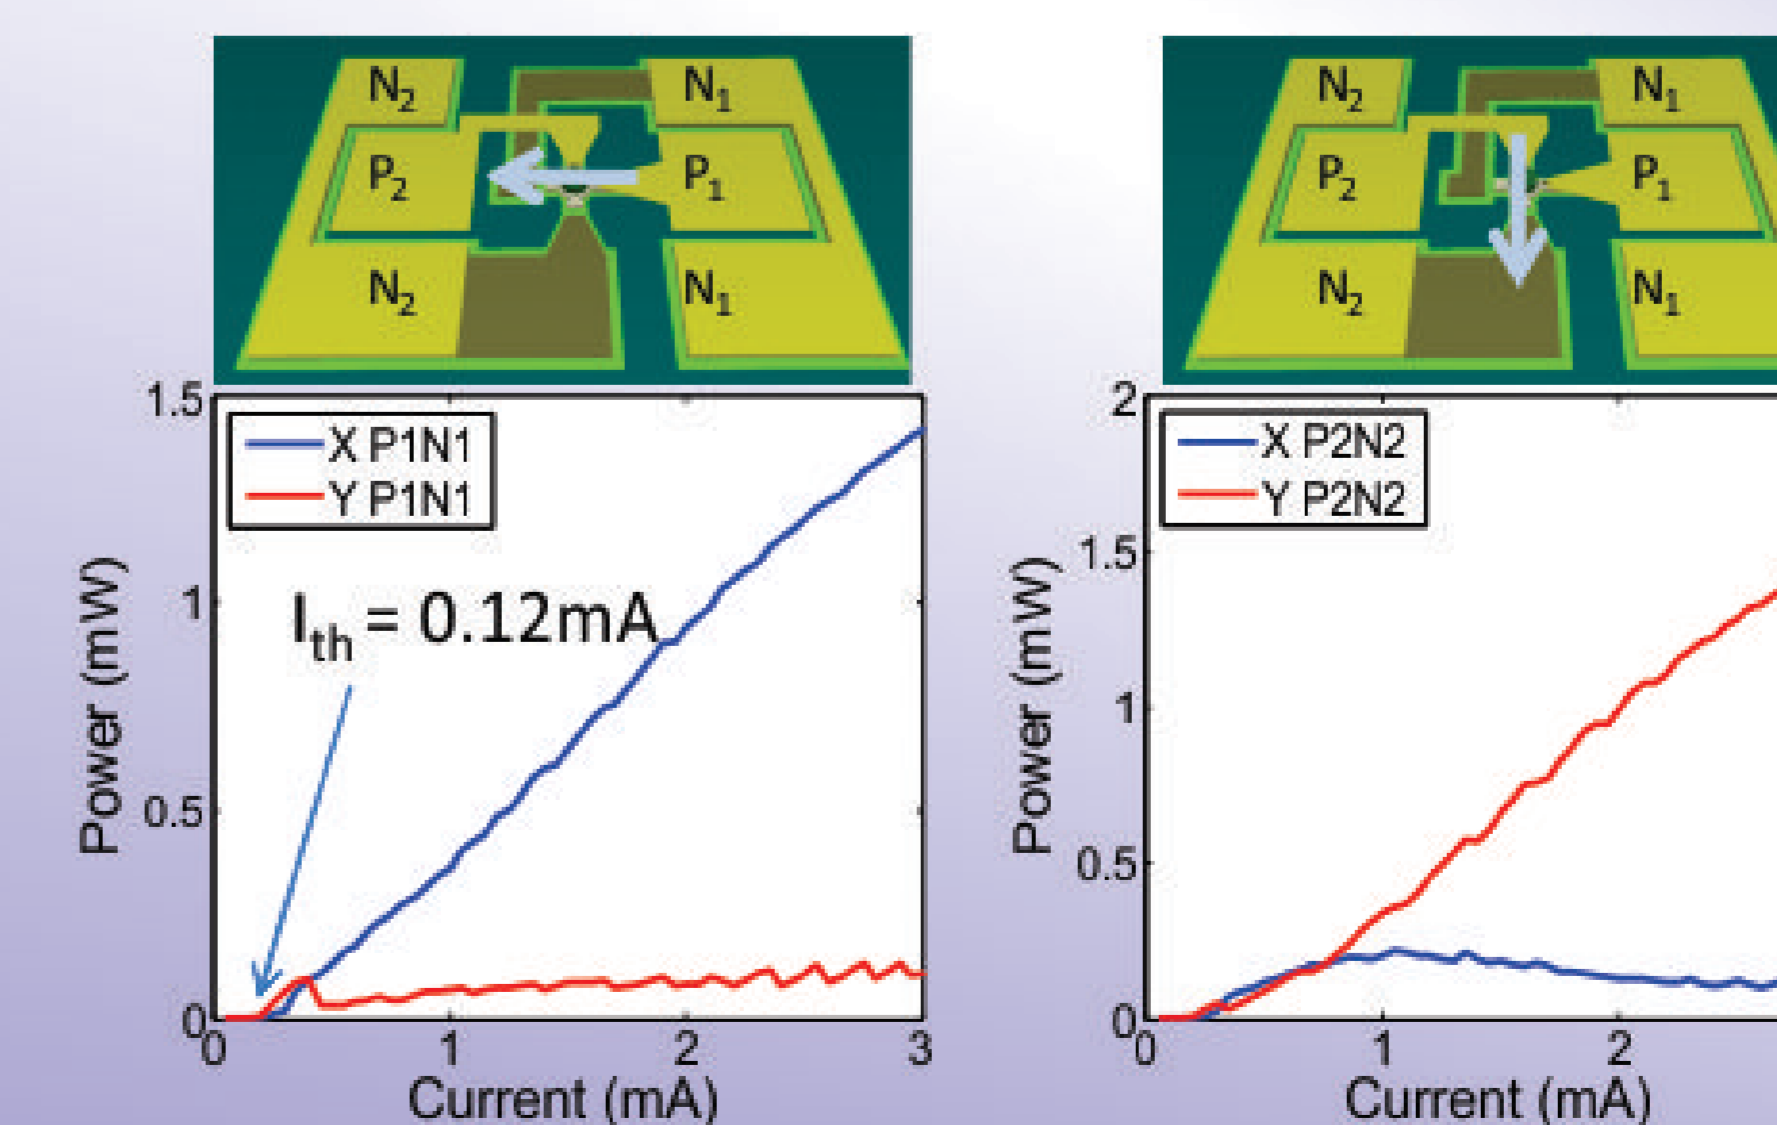 N2 N1
P2 P1
N2 N1
1.5
X P1N1
Y P1N1
Ith = 0.12mA
1
0.5
0
Power (mW)
0 1 2 3
Current (mA)
N2 N1
P2 P1
N2 N1
2
X P2N2
Y P2N2
1.5
1
0.5
0
Power (mW)
0 1 2
Current (mA)